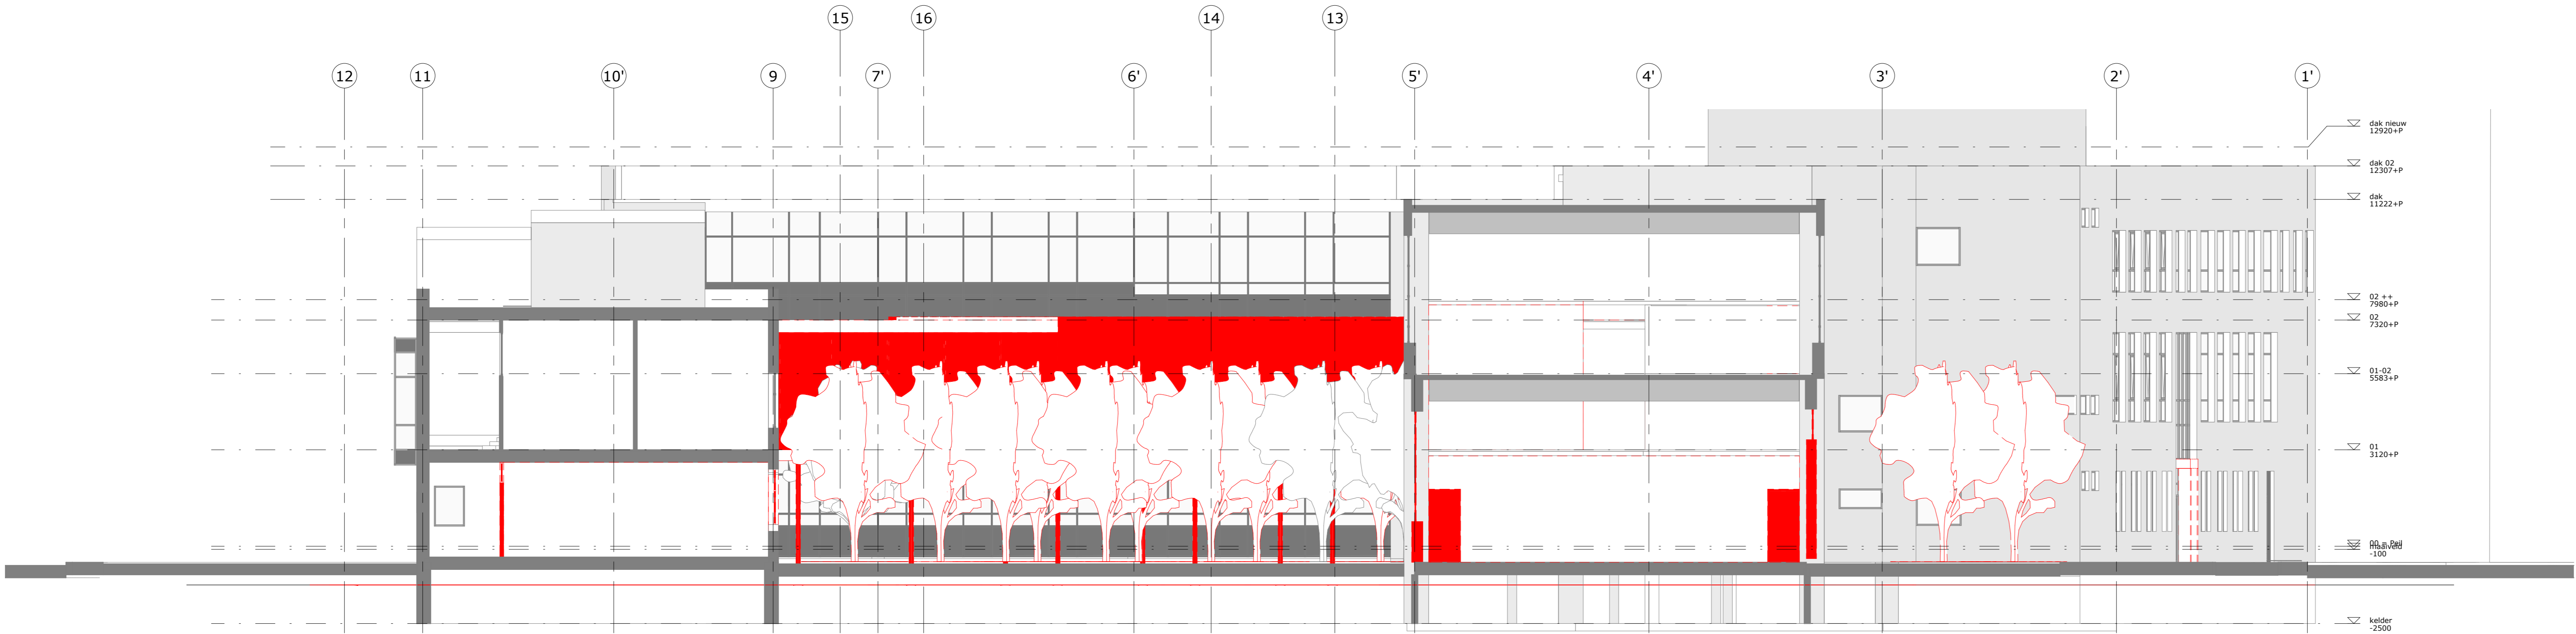 15
16
14
13
12
11
10'
9
7'
6'
5'
4'
3'
2'
1'
dak nieuw
12920+P
dak 02
12307+P
dak
11222+P
02 ++
7980+P
02
7320+P
01-02
5583+P
01
3120+P
00 = Peil
maaiveld
-100
kelder
-2500